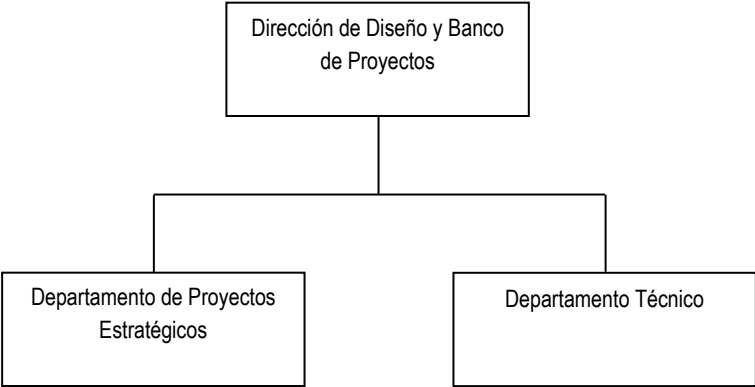 Dirección de Diseño y Banco
de Proyectos
Departamento de Proyectos
Estratégicos
Departamento Técnico